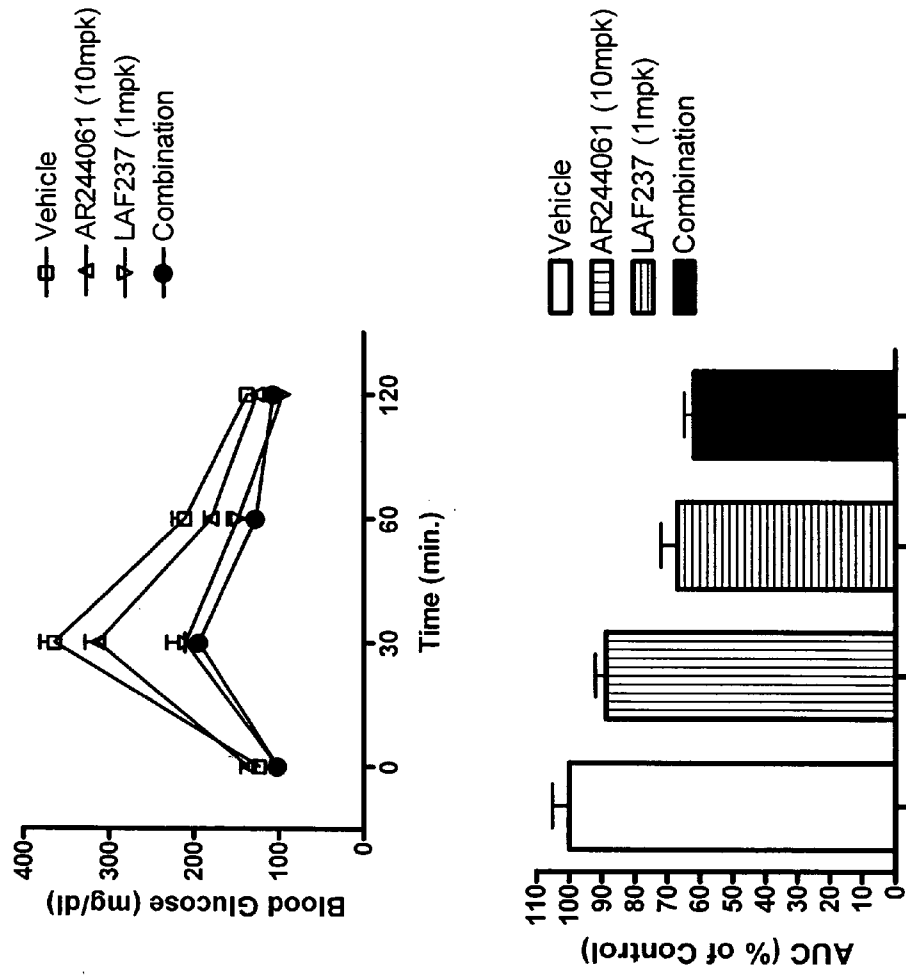 Blood Glucose (mg/dl)
400
300
200
100
0
0
30
60
120
Time (min.)
Vehicle
AR244061 (10mpk)
LAF237 (1mpk)
Combination
AUC (% of Control)
110
100
90
80
70
60
50
40
30
20
10
0
Vehicle
AR244061 (10mpk)
LAF237 (1mpk)
Combination